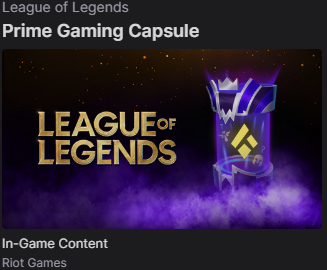 League of Legends
Prime Gaming Capsule
LEAGUE OF
LEGENDS
In-Game Content
Riot Games